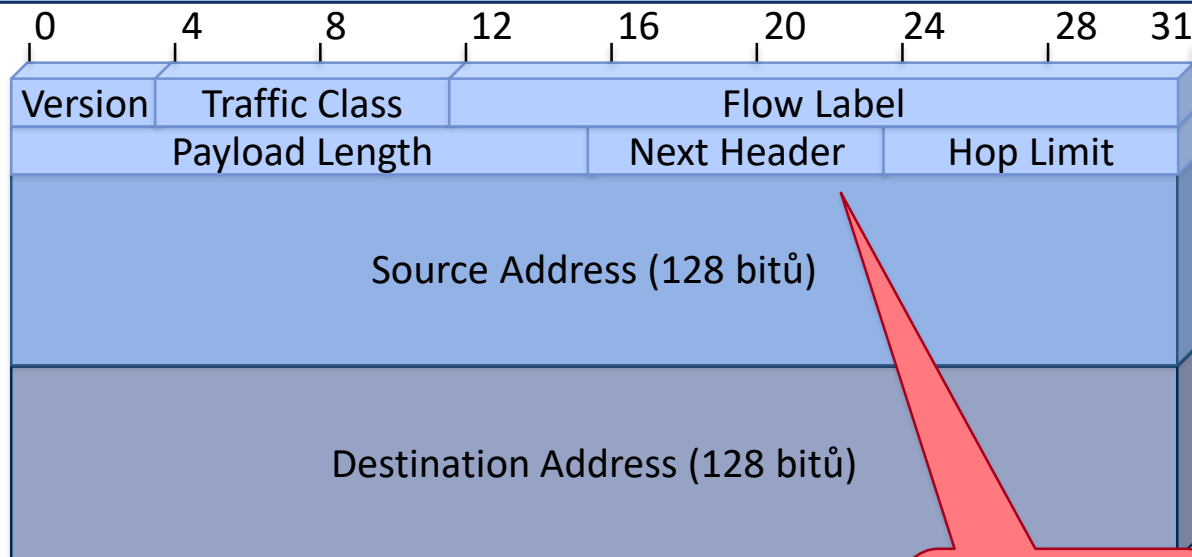 0 4 8 12 16 20 24 28 31
Version Traffic Class Flow Label
Payload Length Next Header Hop Limit
Source Address (128 bitů)
Destination Address (128 bitů)